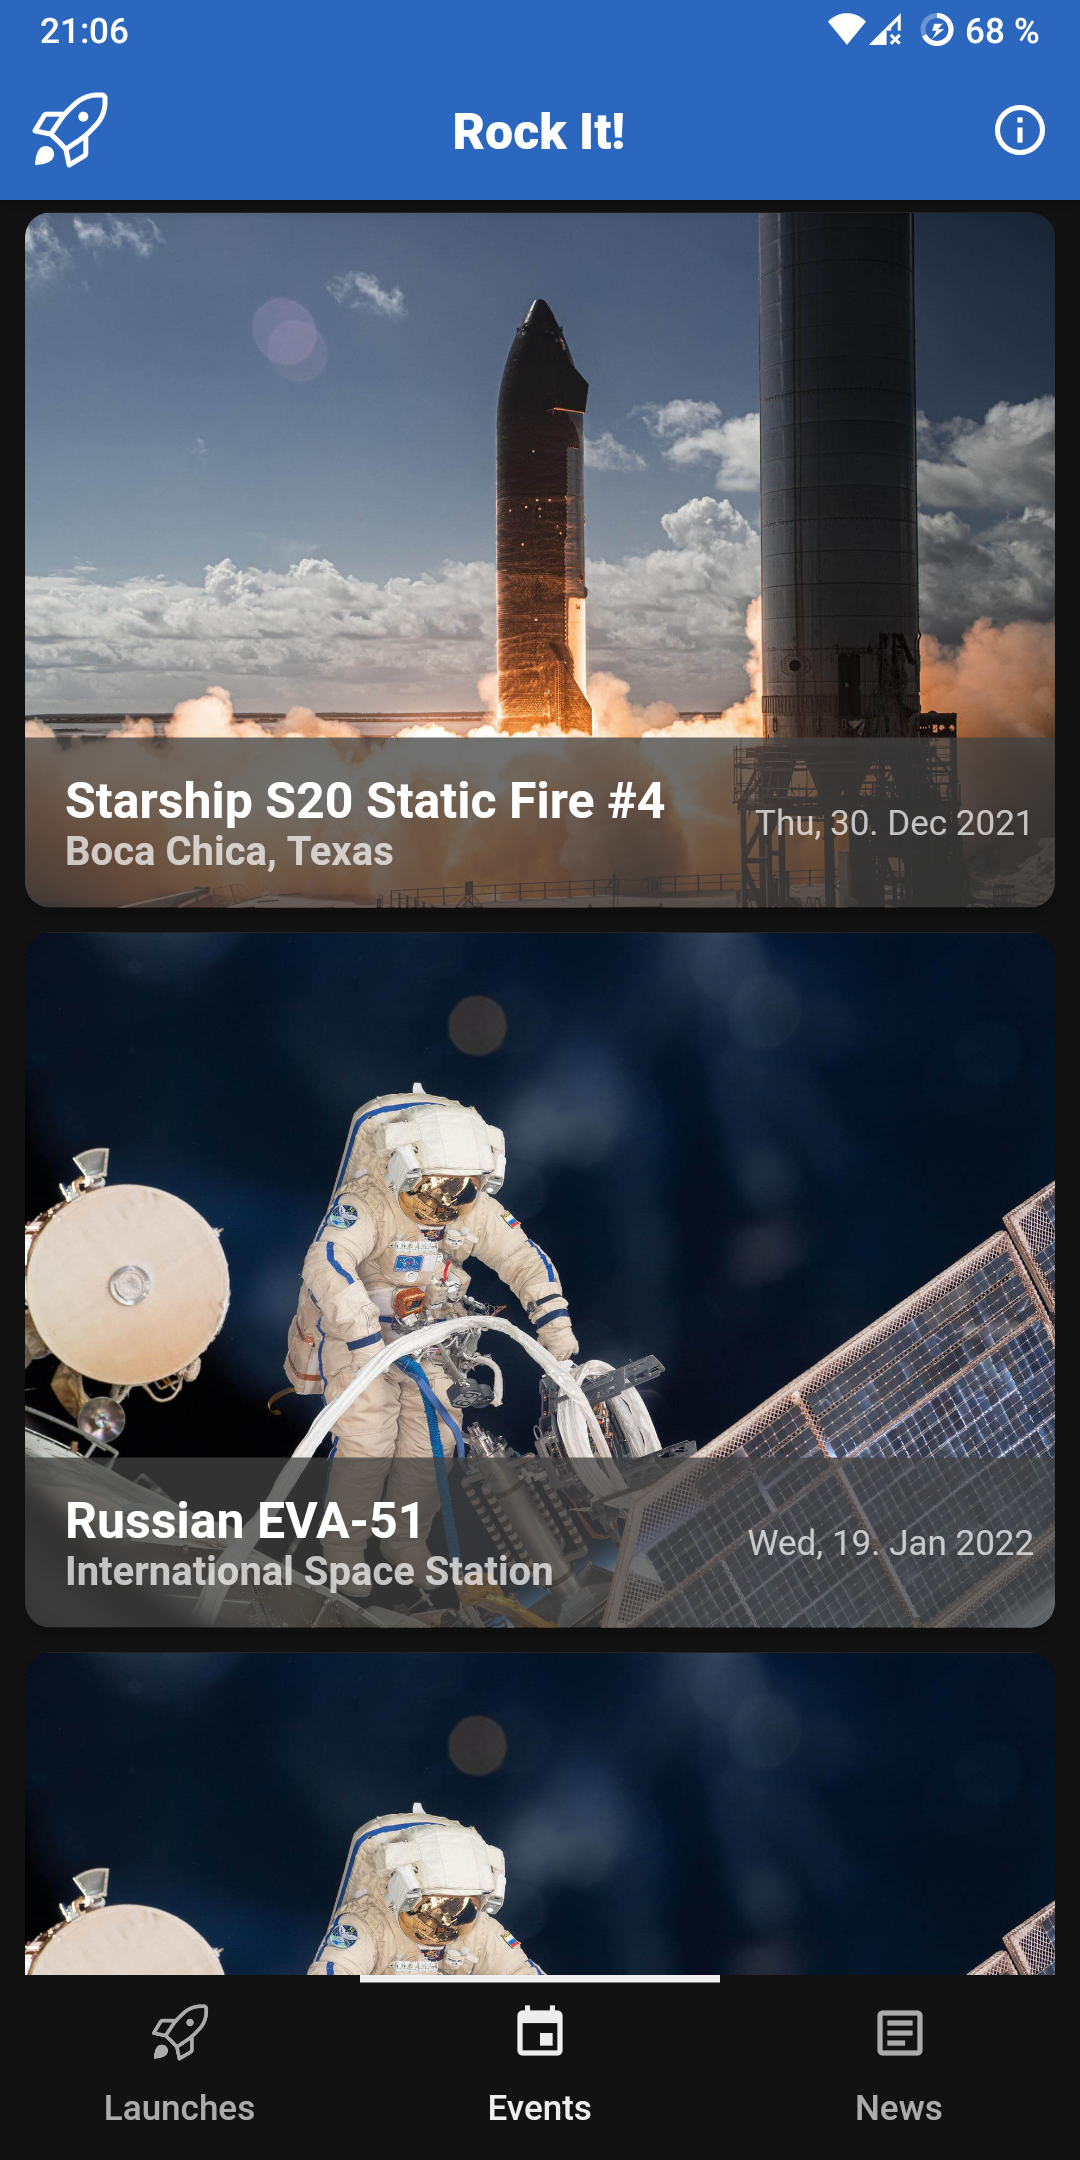 21:06
68 %
Rock It!
Starship S20 Static Fire #4
Boca Chica, Texas
Thu, 30. Dec 2021
Russian EVA-51
International Space Station
Wed, 19. Jan 2022
Launches
Events
News